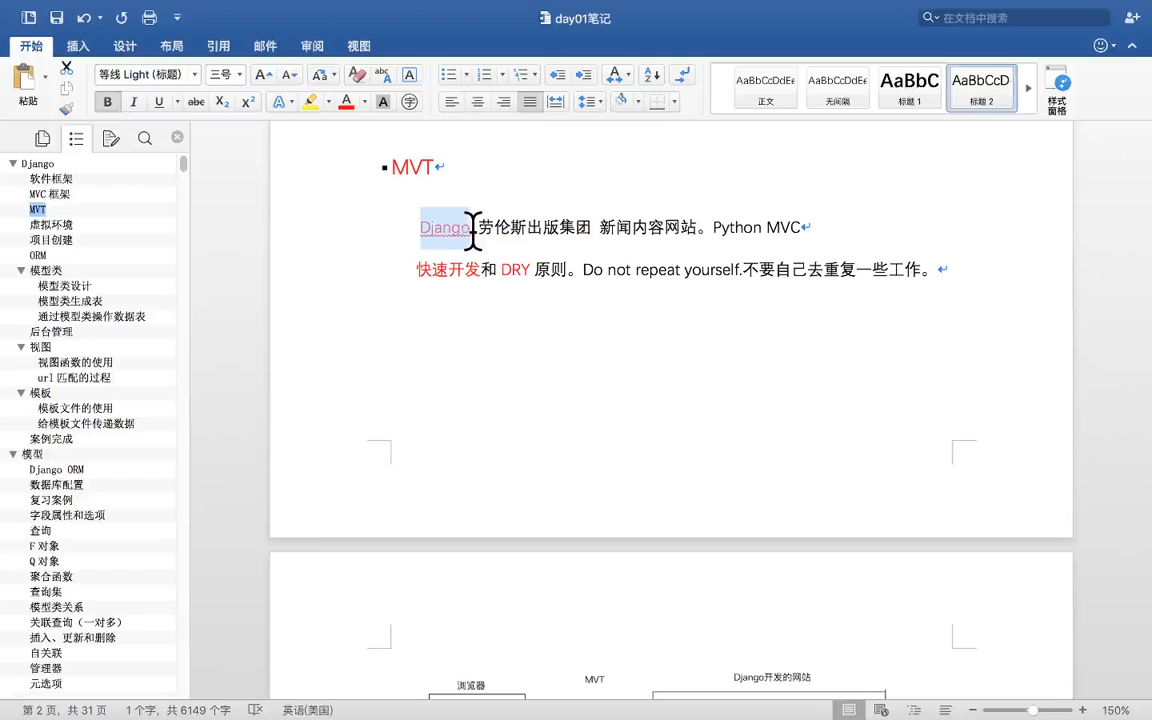 day01笔记
在文档中搜索
开始 插入 设计 布局 引用 邮件 审阅 视图
粘贴
等线 Light (标题) 三号
AaBbCcDdEe 正文
AaBbCcDdEe 无间隔
AaBbC 标题 1
AaBbCcD 标题 2
样式
窗格
Django
软件框架
MVC 框架
MVT
虚拟环境
项目创建
ORM
模型类
模型类设计
模型类生成表
通过模型类操作数据表
后台管理
视图
视图函数的使用
url 匹配的过程
模板
模板文件的使用
给模板文件传递数据
案例完成
模型
Django ORM
数据库配置
复习案例
字段属性和选项
查询
F 对象
Q 对象
聚合函数
查询集
模型类关系
关联查询（一对多）
插入、更新和删除
自关联
管理器
元选项
MVT
Django 劳伦斯出版集团 新闻内容网站。Python MVC
快速开发和 DRY 原则。Do not repeat yourself.不要自己去重复一些工作。
浏览器 MVT Django开发的网站
第 2 页，共 31 页 1 个字，共 6149 个字 英语(美国) 150%